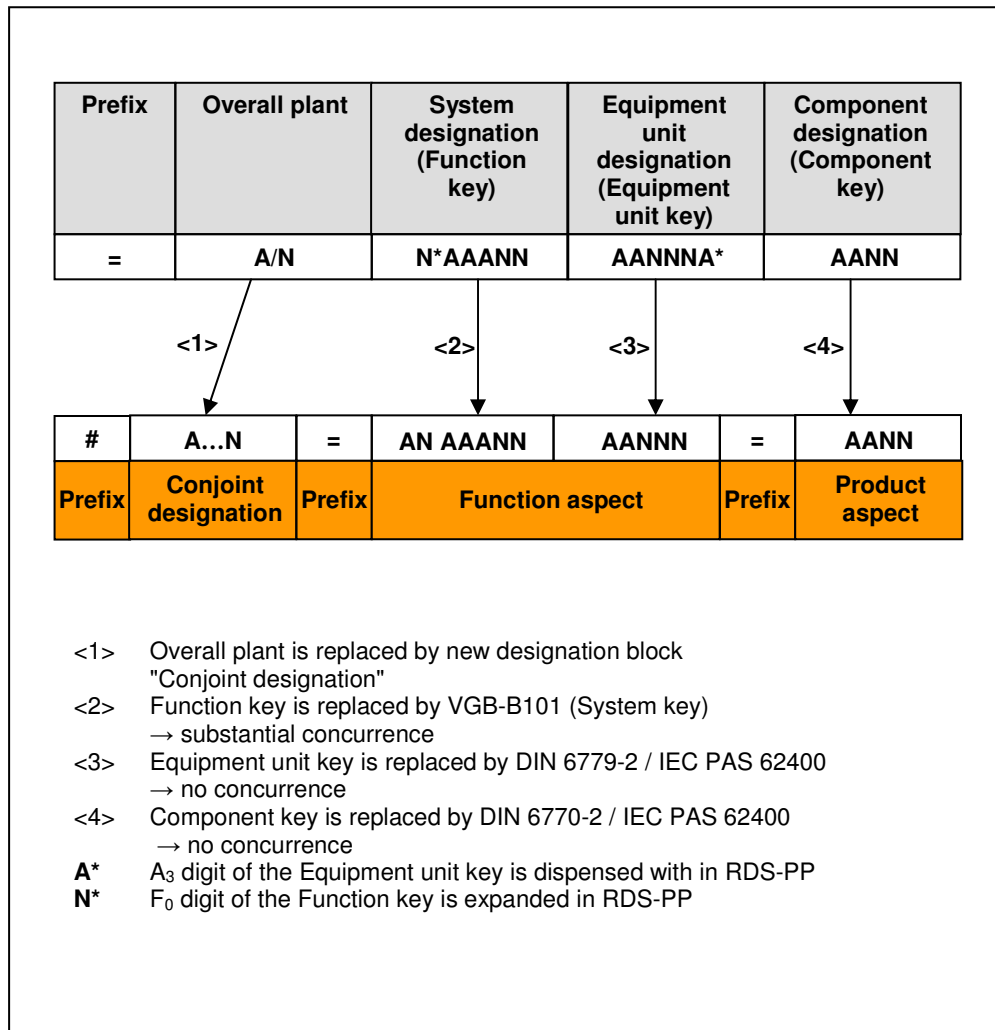 Prefix Overall plant System designation (Function key) Equipment unit designation (Equipment unit key) Component designation (Component key)
= A/N N*AAANN AANNNA* AANN
<1> <2> <3> <4>
# A…N = AN AAANN AANNN = AANN
Prefix Conjoint designation Prefix Function aspect Prefix Product aspect
<1> Overall plant is replaced by new designation block
"Conjoint designation"
<2> Function key is replaced by VGB-B101 (System key)
→ substantial concurrence
<3> Equipment unit key is replaced by DIN 6779-2 / IEC PAS 62400
→ no concurrence
<4> Component key is replaced by DIN 6770-2 / IEC PAS 62400
→ no concurrence
A* A₃ digit of the Equipment unit key is dispensed with in RDS-PP
N* F₀ digit of the Function key is expanded in RDS-PP